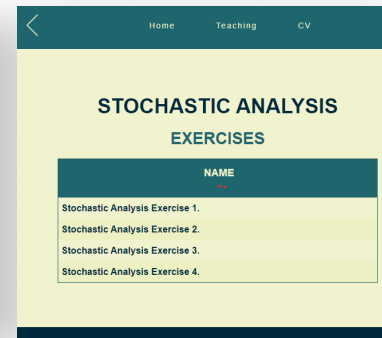 Home Teaching CV
STOCHASTIC ANALYSIS
EXERCISES
NAME
Stochastic Analysis Exercise 1.
Stochastic Analysis Exercise 2.
Stochastic Analysis Exercise 3.
Stochastic Analysis Exercise 4.